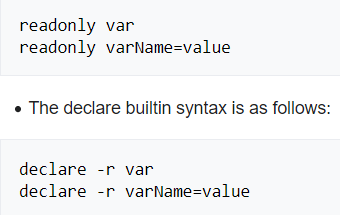 readonly var
readonly varName=value
• The declare builtin syntax is as follows:
declare -r var
declare -r varName=value